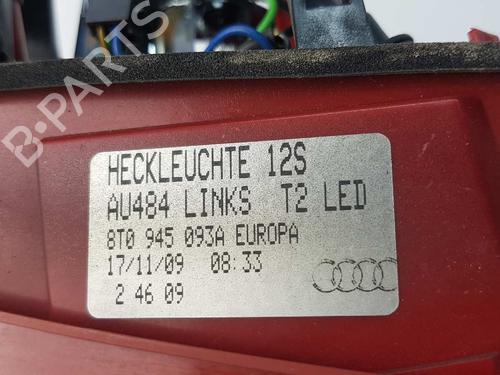 B-PARTS
HECKLEUCHTE 12S
AU484 LINKS T2 LED
8T0 945 093A EUROPA
17/11/09 08:33
2 46 09